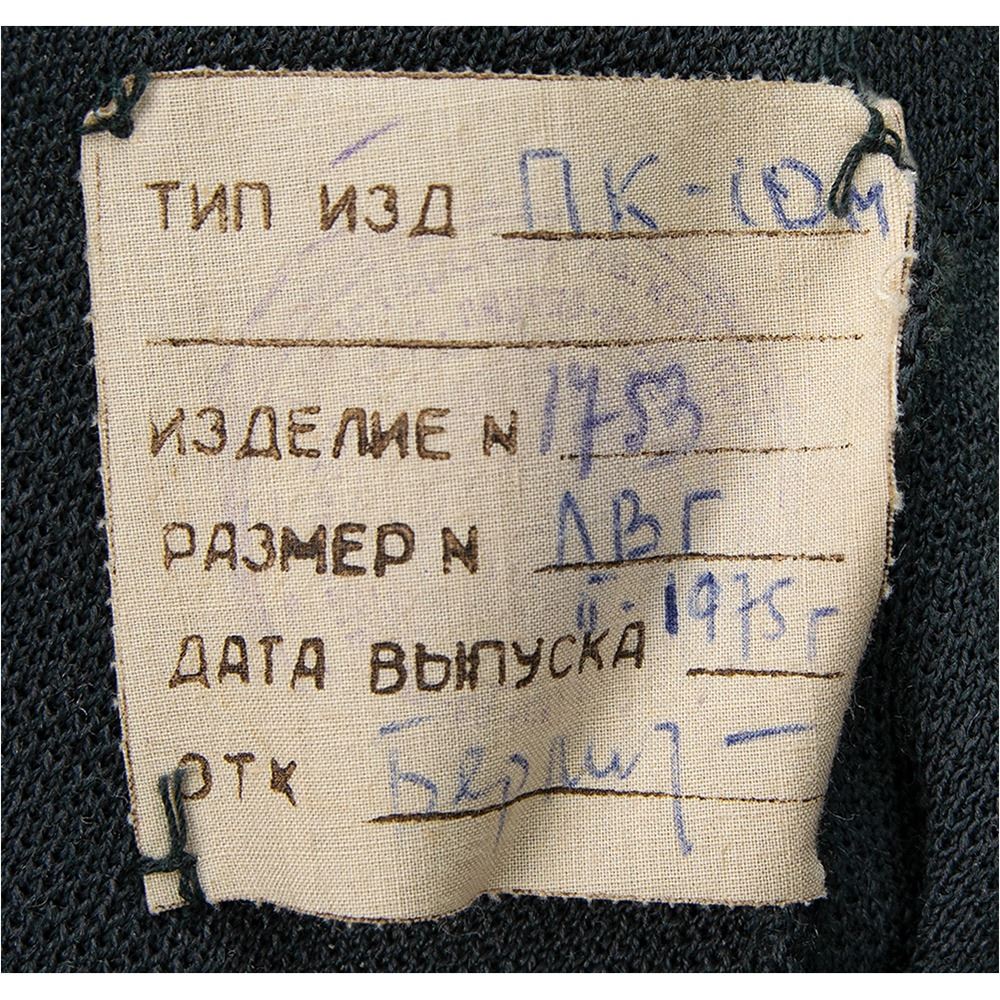 ТИП ИЗД ПК-10М
ИЗДЕЛИЕ N 1753
РАЗМЕР N ЛВГ
II - 1975 г
ДАТА ВЫПУСКА
ОТК